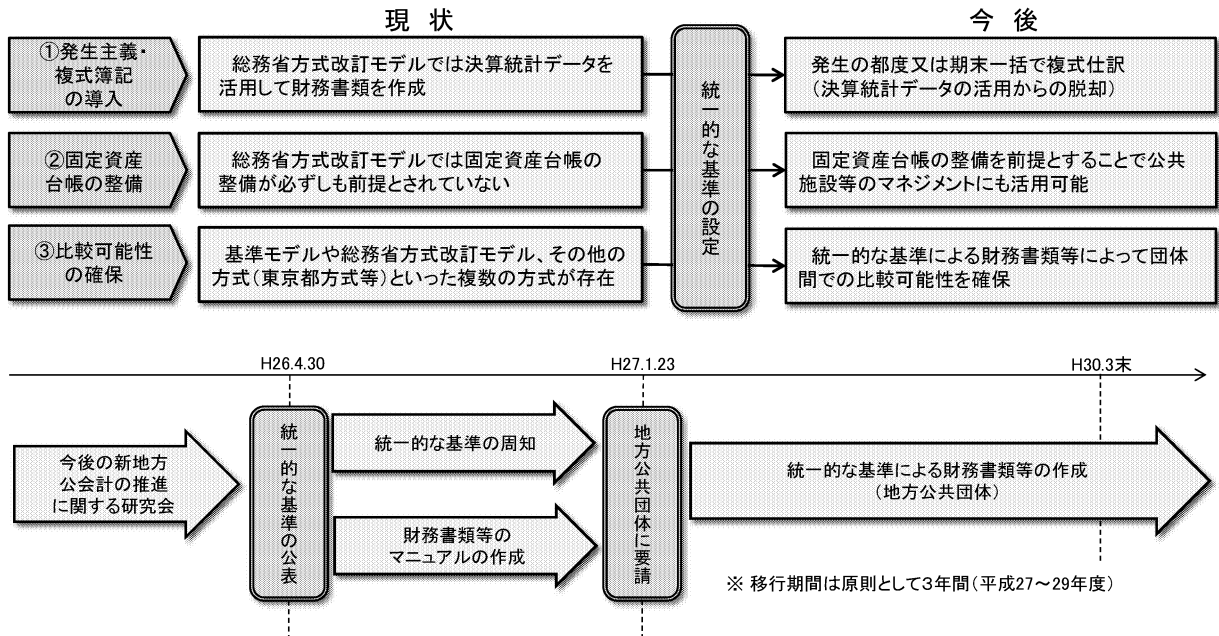 現 状
今 後
①発生主義・
複式簿記
の導入
総務省方式改訂モデルでは決算統計データを
活用して財務書類を作成
発生の都度又は期末一括で複式仕訳
（決算統計データの活用からの脱却）
②固定資産
台帳の整備
総務省方式改訂モデルでは固定資産台帳の
整備が必ずしも前提とされていない
固定資産台帳の整備を前提とすることで公共
施設等のマネジメントにも活用可能
③比較可能性
の確保
基準モデルや総務省方式改訂モデル、その他の
方式（東京都方式等）といった複数の方式が存在
統一的な基準による財務書類等によって団体
間での比較可能性を確保
統一的な基準の設定
H26.4.30
H27.1.23
H30.3末
今後の新地方
公会計の推進
に関する研究会
統一的な基準の公表
統一的な基準の周知
財務書類等の
マニュアルの作成
地方公共団体に要請
統一的な基準による財務書類等の作成
（地方公共団体）
※ 移行期間は原則として３年間（平成27～29年度）